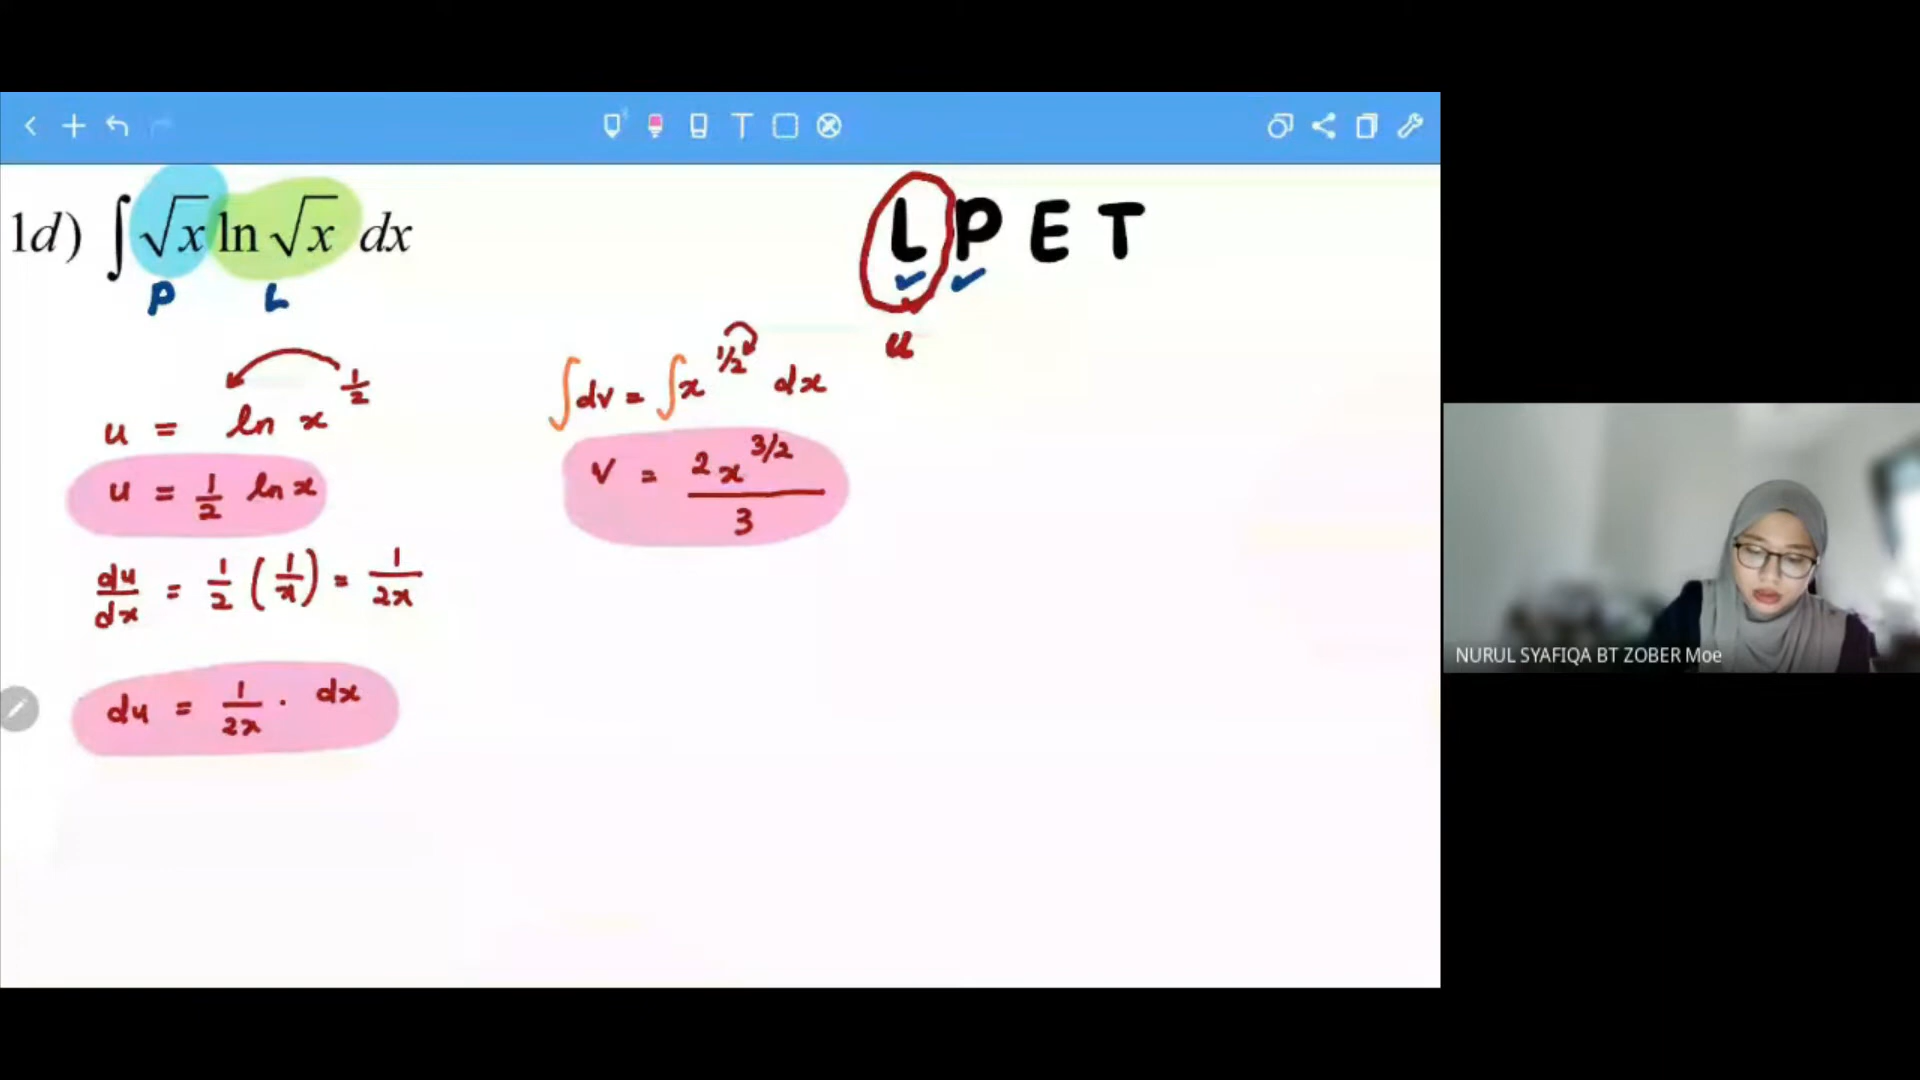 1d) ∫ √x ln √x dx
L P E T
P L
u
u = ln x ½
u = 1/2 ln x
du/dx = 1/2 (1/x) = 1/2x
du = 1/2x · dx
∫dv = ∫x ^1/2 dx
v = 2x^3/2 / 3
NURUL SYAFIQA BT ZOBER Moe